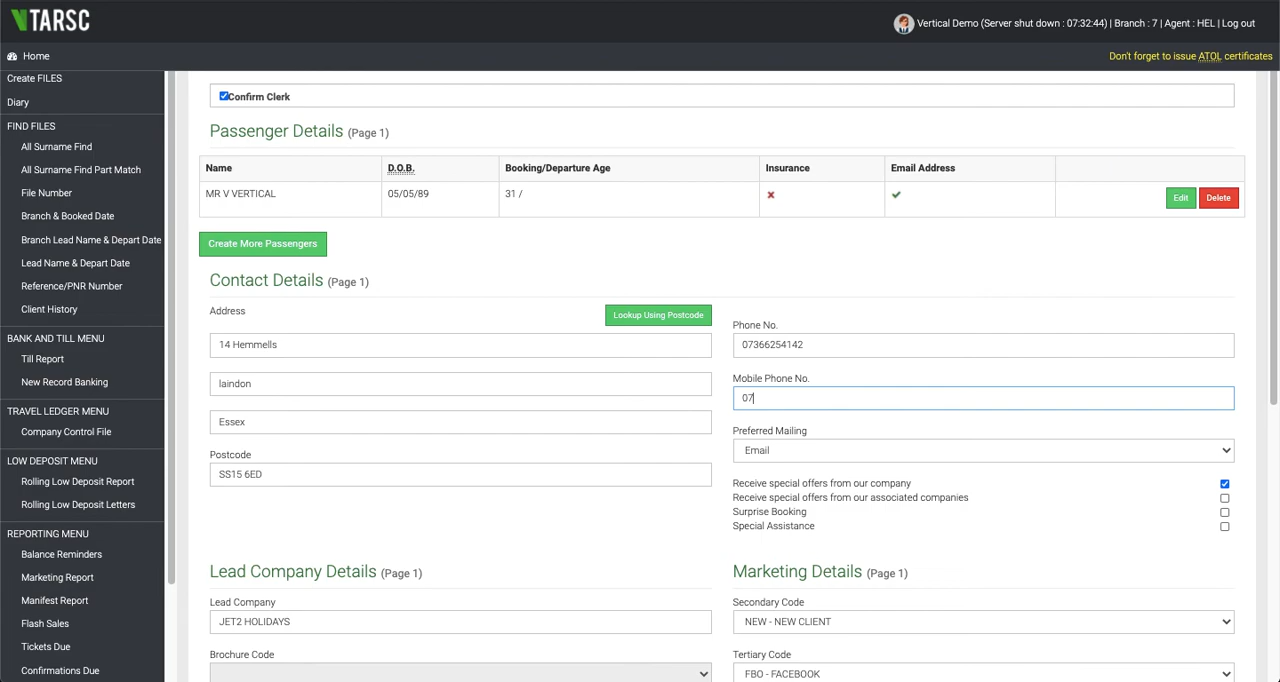 VTARSC
Vertical Demo (Server shut down : 07:32:44) | Branch : 7 | Agent : HEL | Log out
Home
Don't forget to issue ATOL certificates
Create FILES
Diary
FIND FILES
All Surname Find
All Surname Find Part Match
File Number
Branch & Booked Date
Branch Lead Name & Depart Date
Lead Name & Depart Date
Reference/PNR Number
Client History
BANK AND TILL MENU
Till Report
New Record Banking
TRAVEL LEDGER MENU
Company Control File
LOW DEPOSIT MENU
Rolling Low Deposit Report
Rolling Low Deposit Letters
REPORTING MENU
Balance Reminders
Marketing Report
Manifest Report
Flash Sales
Tickets Due
Confirmations Due
Confirm Clerk
Passenger Details (Page 1)
Name D.O.B. Booking/Departure Age Insurance Email Address
MR V VERTICAL 05/05/89 31 / Edit Delete
Create More Passengers
Contact Details (Page 1)
Address
Lookup Using Postcode
14 Hemmells
laindon
Essex
Postcode
SS15 6ED
Phone No.
07366254142
Mobile Phone No.
07
Preferred Mailing
Email
Receive special offers from our company
Receive special offers from our associated companies
Surprise Booking
Special Assistance
Lead Company Details (Page 1)
Lead Company
JET2 HOLIDAYS
Brochure Code
Marketing Details (Page 1)
Secondary Code
NEW - NEW CLIENT
Tertiary Code
FBO - FACEBOOK